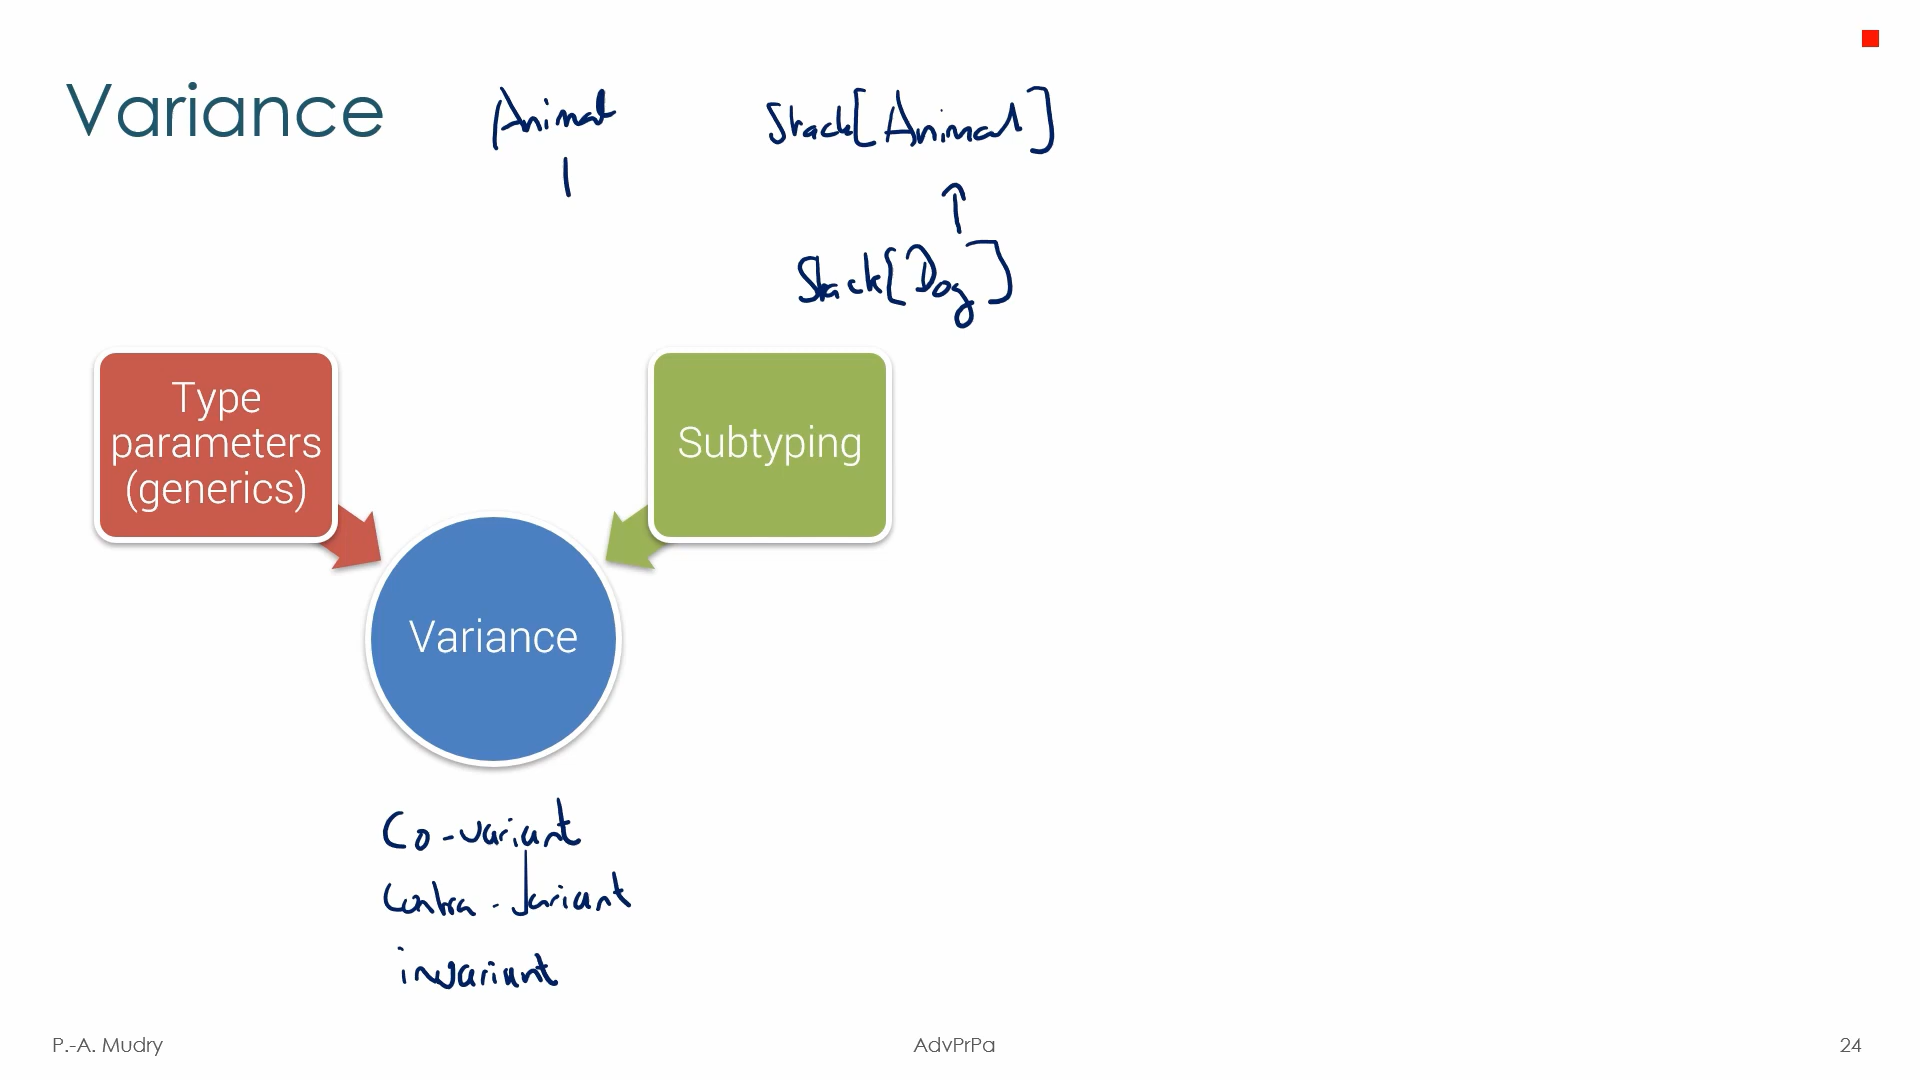 Variance
Animal
Stack[Animal]
Stack[Dog]
Type
parameters
(generics)
Subtyping
Variance
Co-variant
Contra-variant
invariant
P.-A. Mudry
AdvPrPa
24